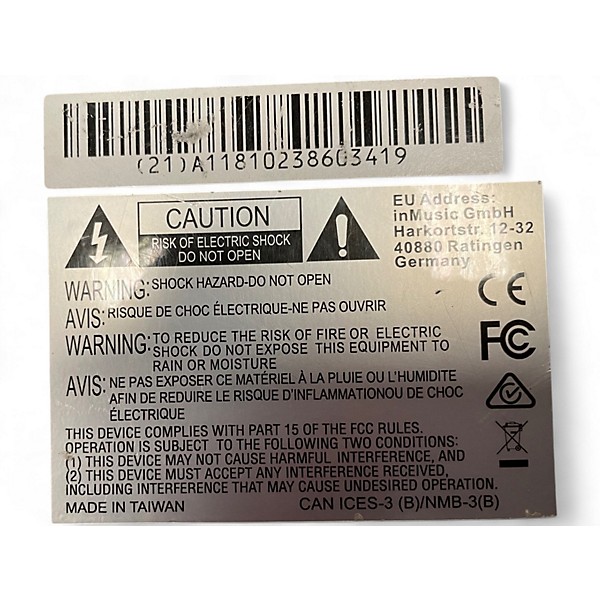 (21)A11810238603419
CAUTION
RISK OF ELECTRIC SHOCK
DO NOT OPEN
EU Address:
inMusic GmbH
Harkortstr. 12-32
40880 Ratingen
Germany
WARNING: SHOCK HAZARD-DO NOT OPEN
AVIS: RISQUE DE CHOC ÉLECTRIQUE-NE PAS OUVRIR
WARNING: TO REDUCE THE RISK OF FIRE OR ELECTRIC
SHOCK DO NOT EXPOSE THIS EQUIPMENT TO
RAIN OR MOISTURE
AVIS: NE PAS EXPOSER CE MATÉRIEL À LA PLUIE OU L'HUMIDITE
AFIN DE REDUIRE LE RISQUE D'INFLAMMATIONOU DE CHOC
ÉLECTRIQUE
CE
FC
THIS DEVICE COMPLIES WITH PART 15 OF THE FCC RULES.
OPERATION IS SUBJECT TO THE FOLLOWING TWO CONDITIONS:
(1) THIS DEVICE MAY NOT CAUSE HARMFUL INTERFERENCE, AND
(2) THIS DEVICE MUST ACCEPT ANY INTERFERENCE RECEIVED,
INCLUDING INTERFERENCE THAT MAY CAUSE UNDESIRED OPERATION.
MADE IN TAIWAN
CAN ICES-3 (B)/NMB-3(B)